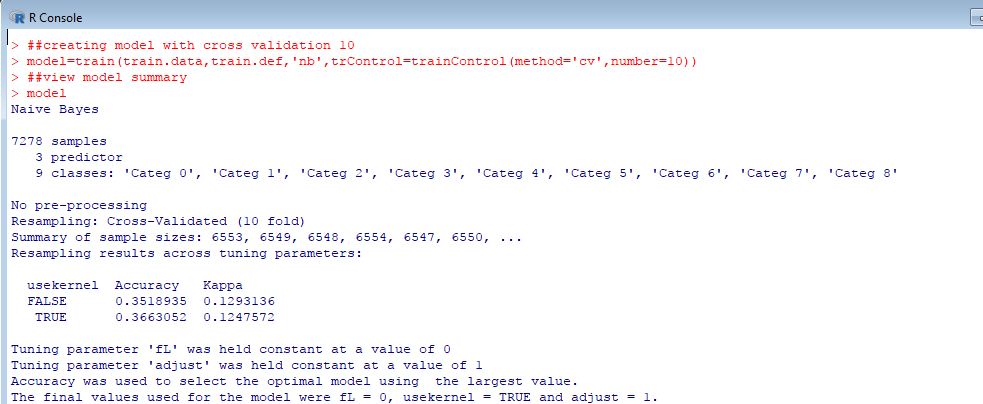 R Console
> ##creating model with cross validation 10
> model=train(train.data,train.def,'nb',trControl=trainControl(method='cv',number=10))
> ##view model summary
> model
Naive Bayes
7278 samples
3 predictor
9 classes: 'Categ 0', 'Categ 1', 'Categ 2', 'Categ 3', 'Categ 4', 'Categ 5', 'Categ 6', 'Categ 7', 'Categ 8'
No pre-processing
Resampling: Cross-Validated (10 fold)
Summary of sample sizes: 6553, 6549, 6548, 6554, 6547, 6550, ...
Resampling results across tuning parameters:
usekernel  Accuracy   Kappa
FALSE      0.3518935  0.1293136
TRUE      0.3663052  0.1247572
Tuning parameter 'fL' was held constant at a value of 0
Tuning parameter 'adjust' was held constant at a value of 1
Accuracy was used to select the optimal model using  the largest value.
The final values used for the model were fL = 0, usekernel = TRUE and adjust = 1.